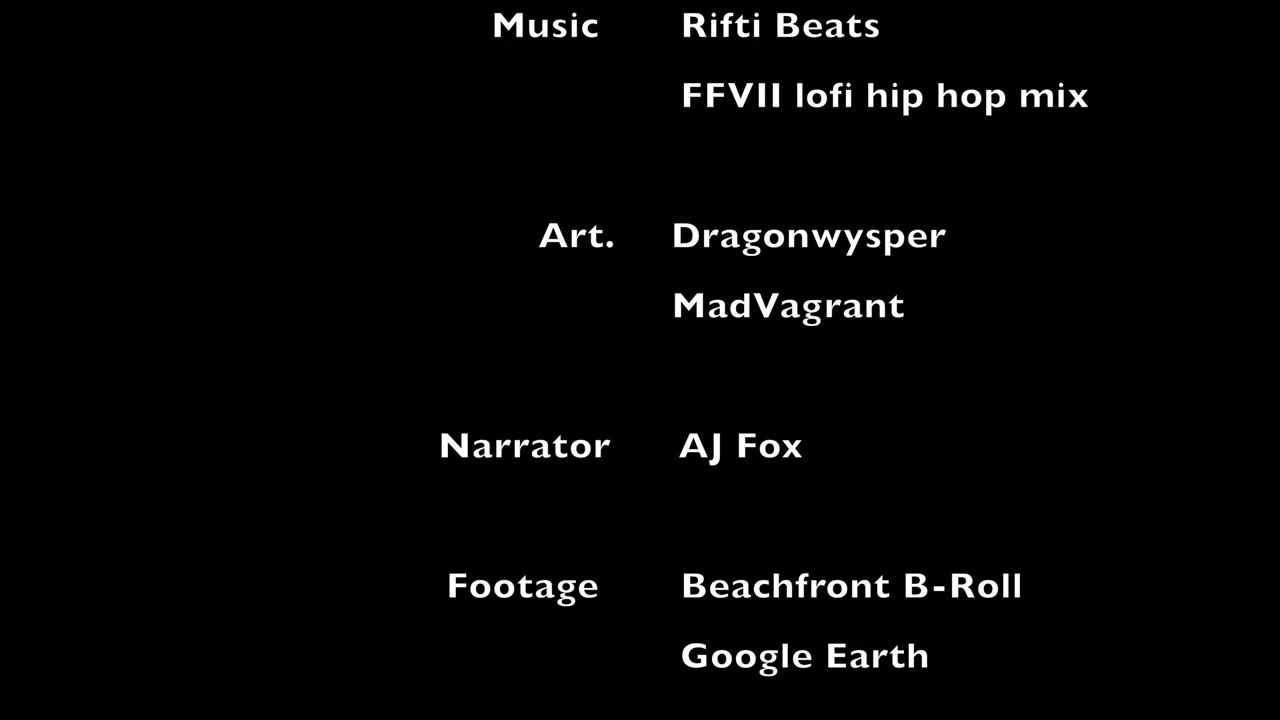 Music Rifti Beats
FFVII lofi hip hop mix
Art. Dragonwysper
MadVagrant
Narrator AJ Fox
Footage Beachfront B-Roll
Google Earth